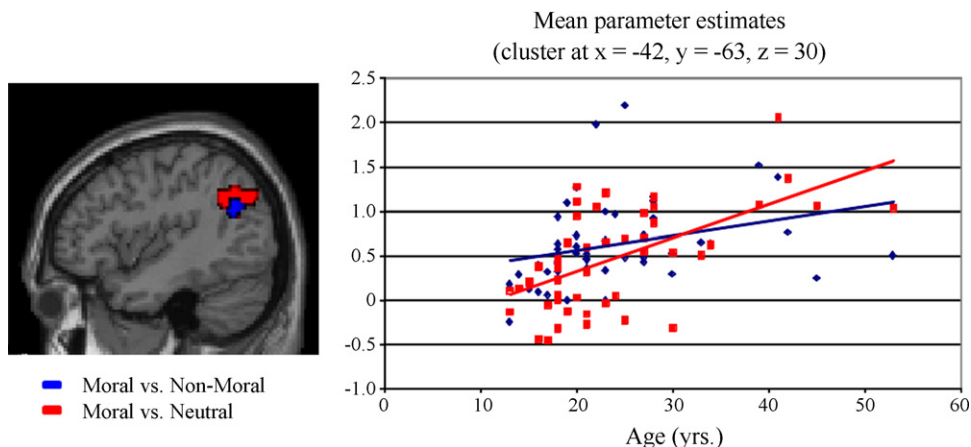 Mean parameter estimates
(cluster at x = -42, y = -63, z = 30)
2.5
2.0
1.5
1.0
0.5
0
-0.5
-1.0
0 10 20 30 40 50 60
Age (yrs.)
Moral vs. Non-Moral
Moral vs. Neutral